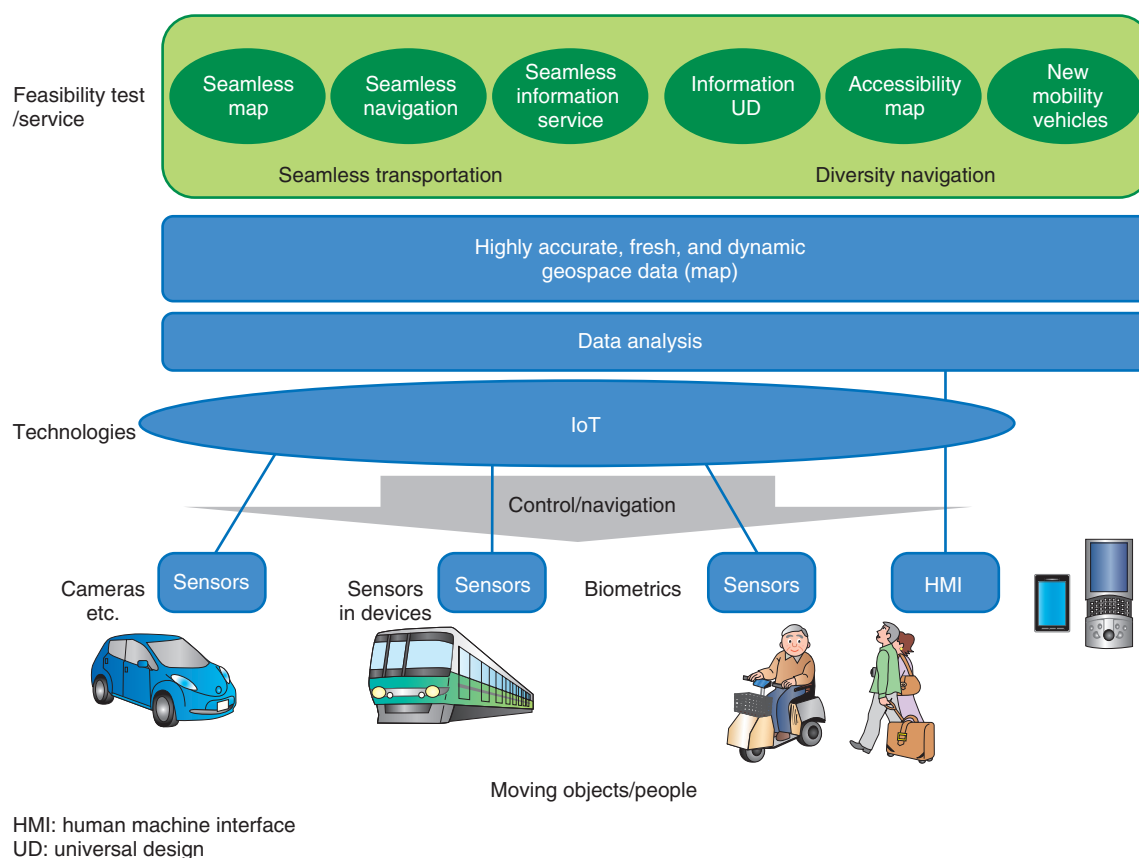 Feasibility test
/service
Seamless
map
Seamless
navigation
Seamless
information
service
Information
UD
Accessibility
map
New
mobility
vehicles
Seamless transportation
Diversity navigation
Highly accurate, fresh, and dynamic
geospace data (map)
Data analysis
Technologies
IoT
Control/navigation
Cameras
etc.
Sensors
Sensors
in devices
Sensors
Biometrics
Sensors
HMI
Moving objects/people
HMI: human machine interface
UD: universal design